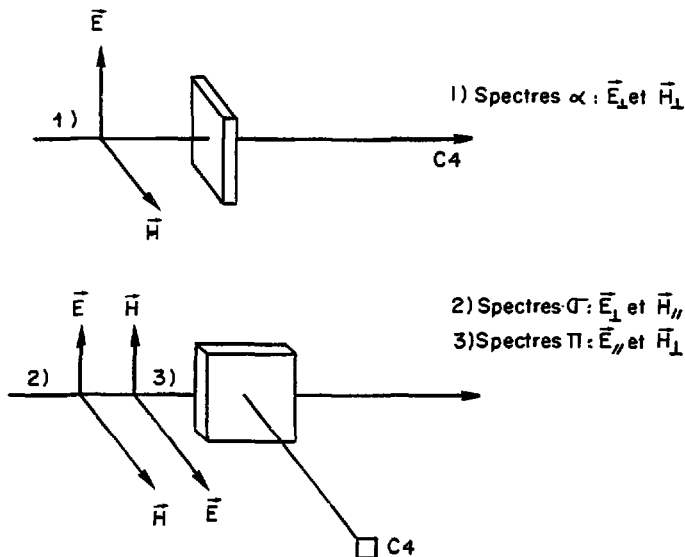 E⃗
1) Spectres α : E⃗⊥ et H⃗⊥
1)
C4
H⃗
E⃗ H⃗
2) Spectres σ : E⃗⊥ et H⃗//
3) Spectres Π : E⃗// et H⃗⊥
2) 3)
H⃗ E⃗
C4